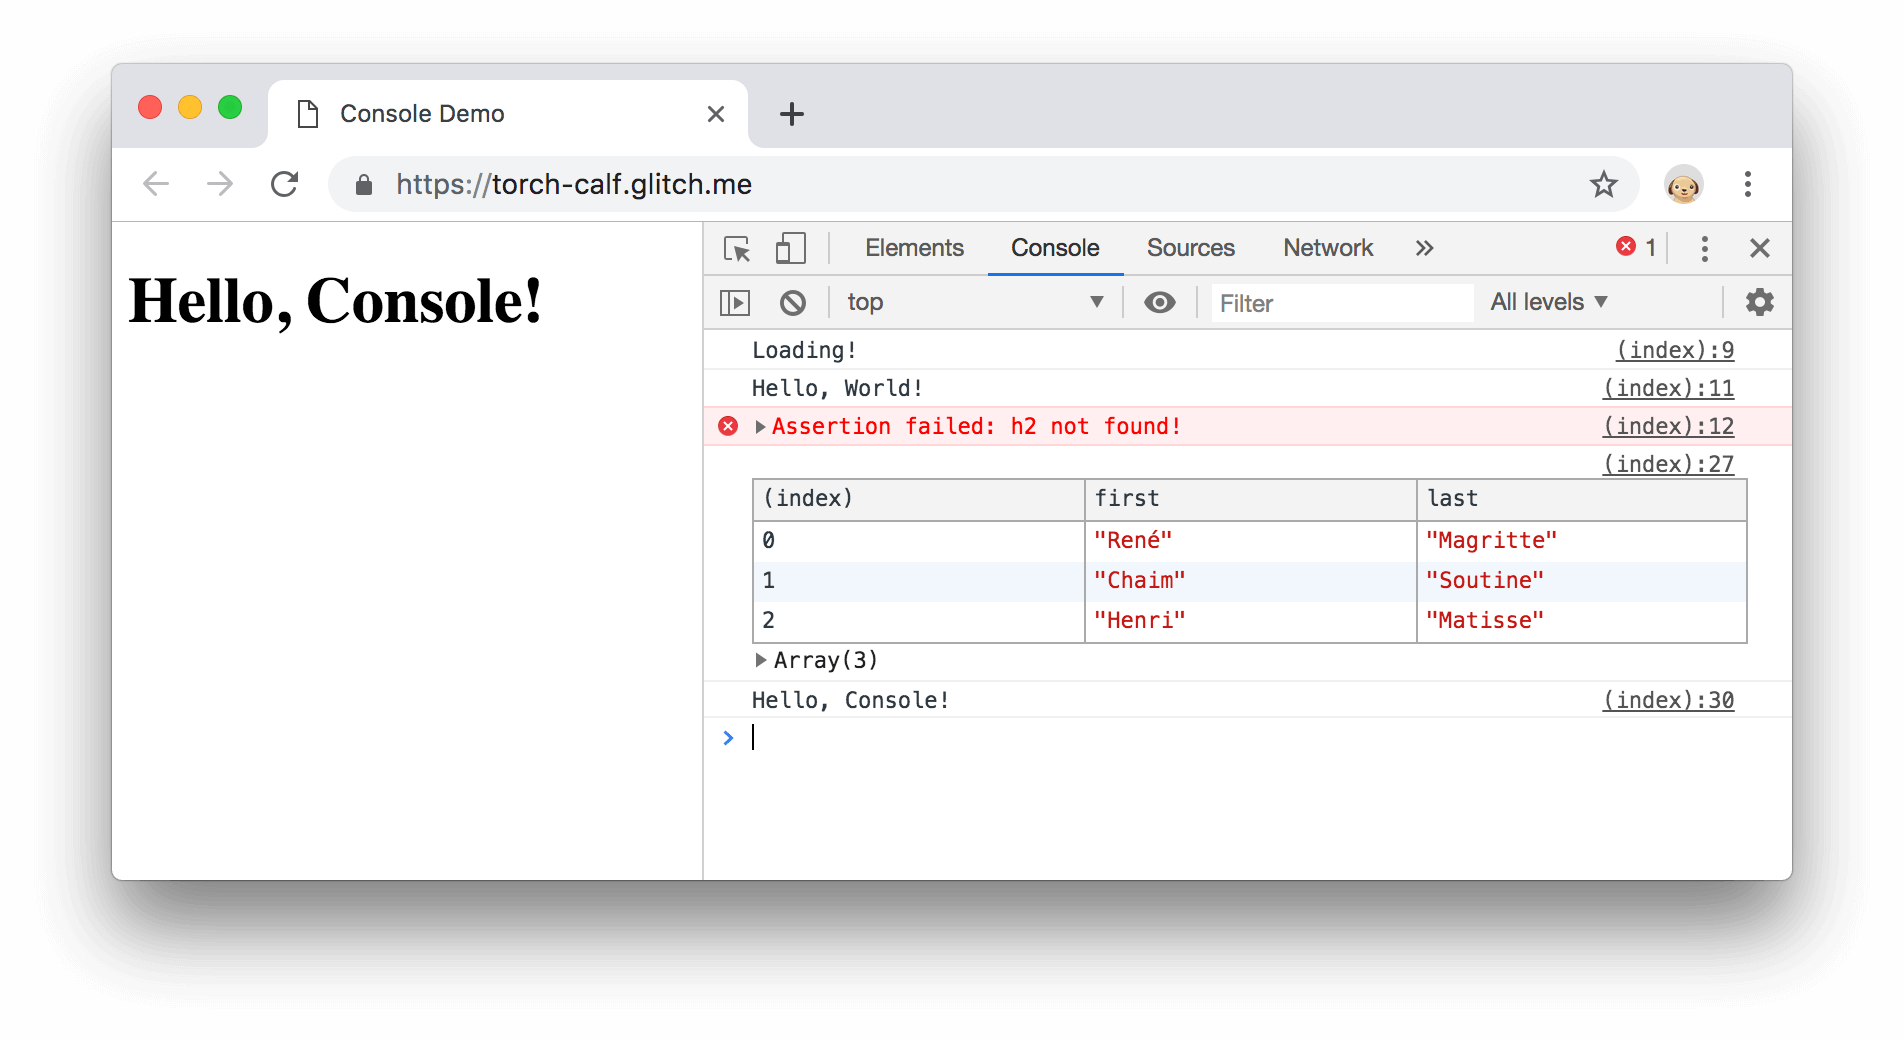 Console Demo
https://torch-calf.glitch.me
Hello, Console!
Elements Console Sources Network 1
top Filter All levels
Loading! (index):9
Hello, World! (index):11
Assertion failed: h2 not found! (index):12
(index):27
(index) first last
0 "René" "Magritte"
1 "Chaim" "Soutine"
2 "Henri" "Matisse"
Array(3)
Hello, Console! (index):30